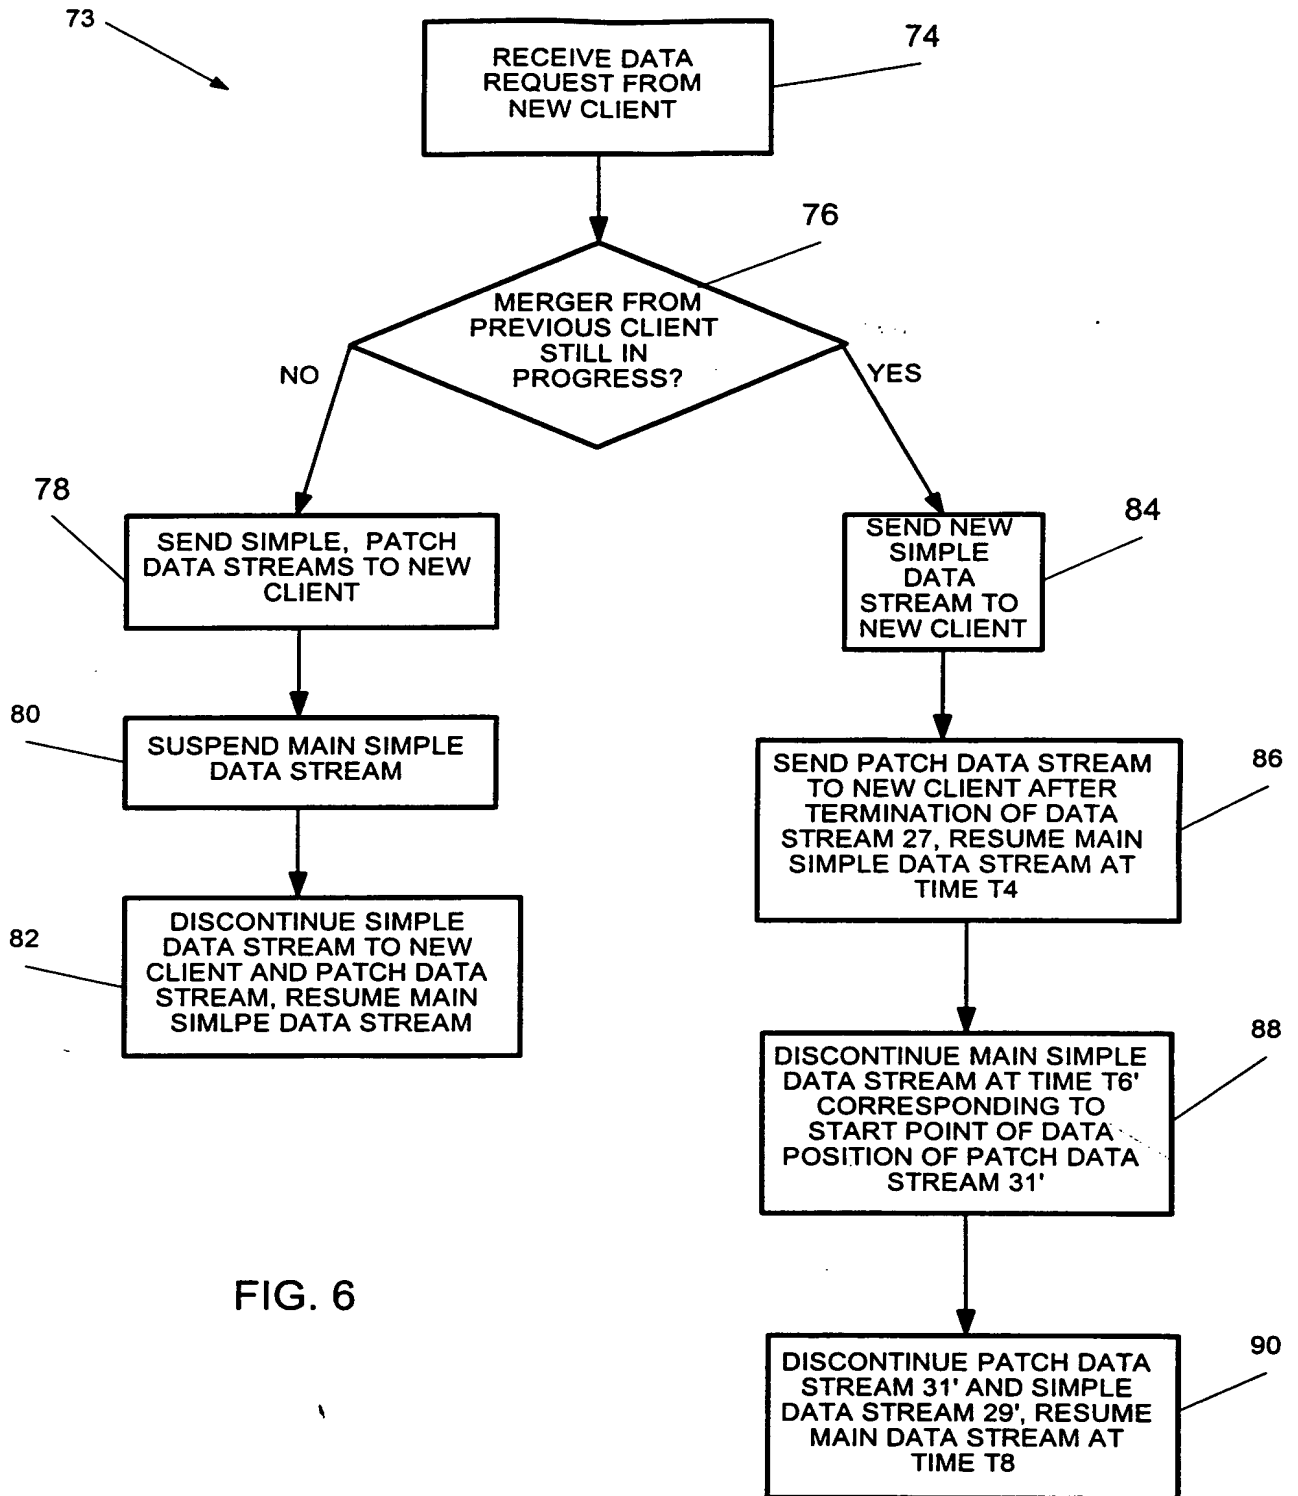 73
RECEIVE DATA
REQUEST FROM
NEW CLIENT
74
76
MERGER FROM
PREVIOUS CLIENT
STILL IN
PROGRESS?
NO
YES
78
SEND SIMPLE, PATCH
DATA STREAMS TO NEW
CLIENT
80
SUSPEND MAIN SIMPLE
DATA STREAM
82
DISCONTINUE SIMPLE
DATA STREAM TO NEW
CLIENT AND PATCH DATA
STREAM, RESUME MAIN
SIMLPE DATA STREAM
84
SEND NEW
SIMPLE
DATA
STREAM TO
NEW CLIENT
86
SEND PATCH DATA STREAM
TO NEW CLIENT AFTER
TERMINATION OF DATA
STREAM 27, RESUME MAIN
SIMPLE DATA STREAM AT
TIME T4
88
DISCONTINUE MAIN SIMPLE
DATA STREAM AT TIME T6'
CORRESPONDING TO
START POINT OF DATA
POSITION OF PATCH DATA
STREAM 31'
90
DISCONTINUE PATCH DATA
STREAM 31' AND SIMPLE
DATA STREAM 29', RESUME
MAIN DATA STREAM AT
TIME T8
FIG. 6